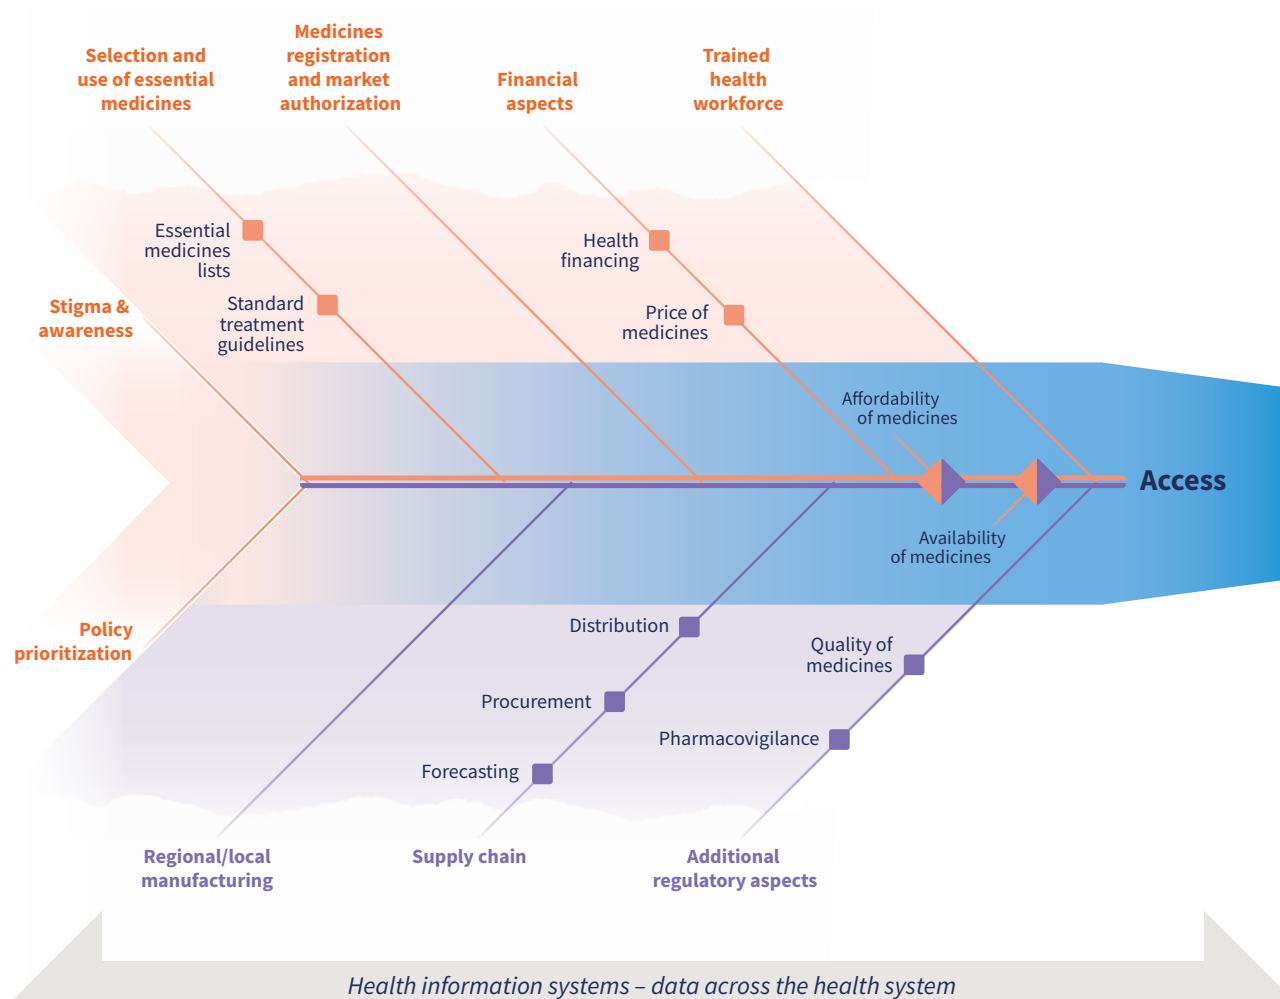 Selection and
use of essential
medicines
Medicines
registration
and market
authorization
Financial
aspects
Trained
health
workforce
Essential
medicines
lists
Standard
treatment
guidelines
Health
financing
Price of
medicines
Stigma &
awareness
Affordability
of medicines
Access
Availability
of medicines
Policy
prioritization
Distribution
Procurement
Forecasting
Quality of
medicines
Pharmacovigilance
Regional/local
manufacturing
Supply chain
Additional
regulatory aspects
Health information systems – data across the health system